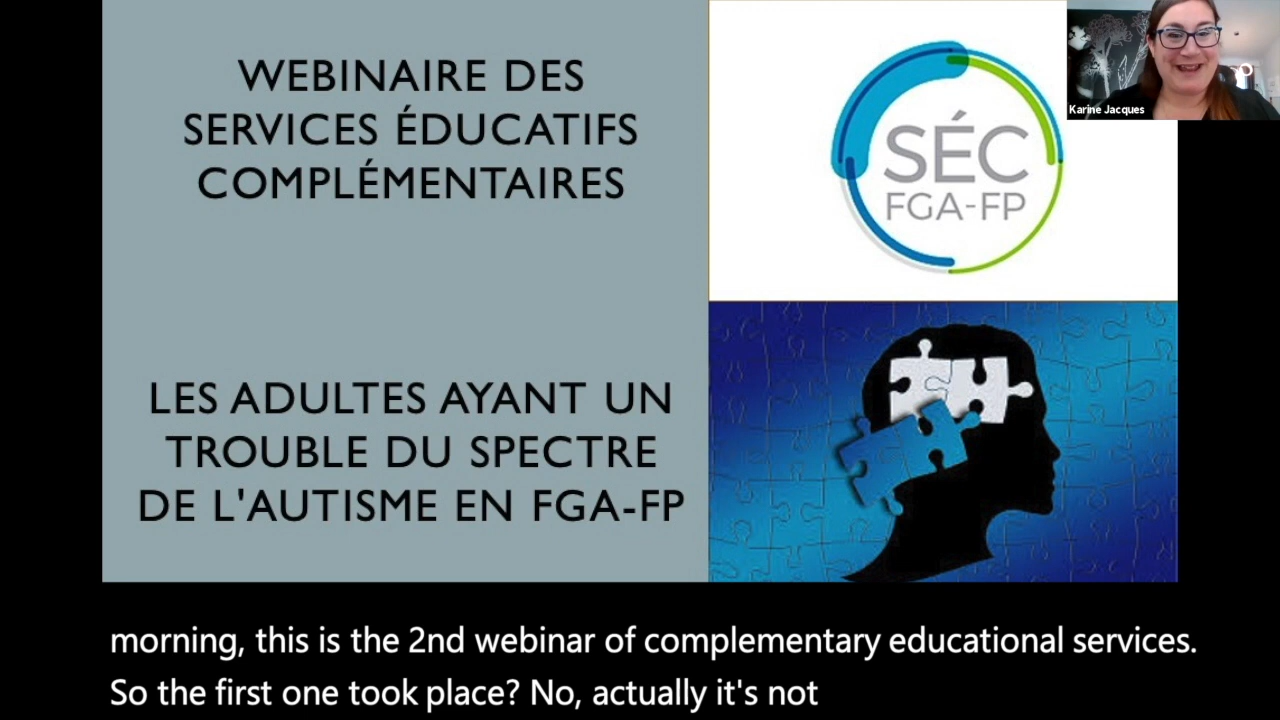 WEBINAIRE DES
SERVICES ÉDUCATIFS
COMPLÉMENTAIRES
SÉC
FGA-FP
Karine Jacques
LES ADULTES AYANT UN
TROUBLE DU SPECTRE
DE L'AUTISME EN FGA-FP
morning, this is the 2nd webinar of complementary educational services.
So the first one took place? No, actually it's not